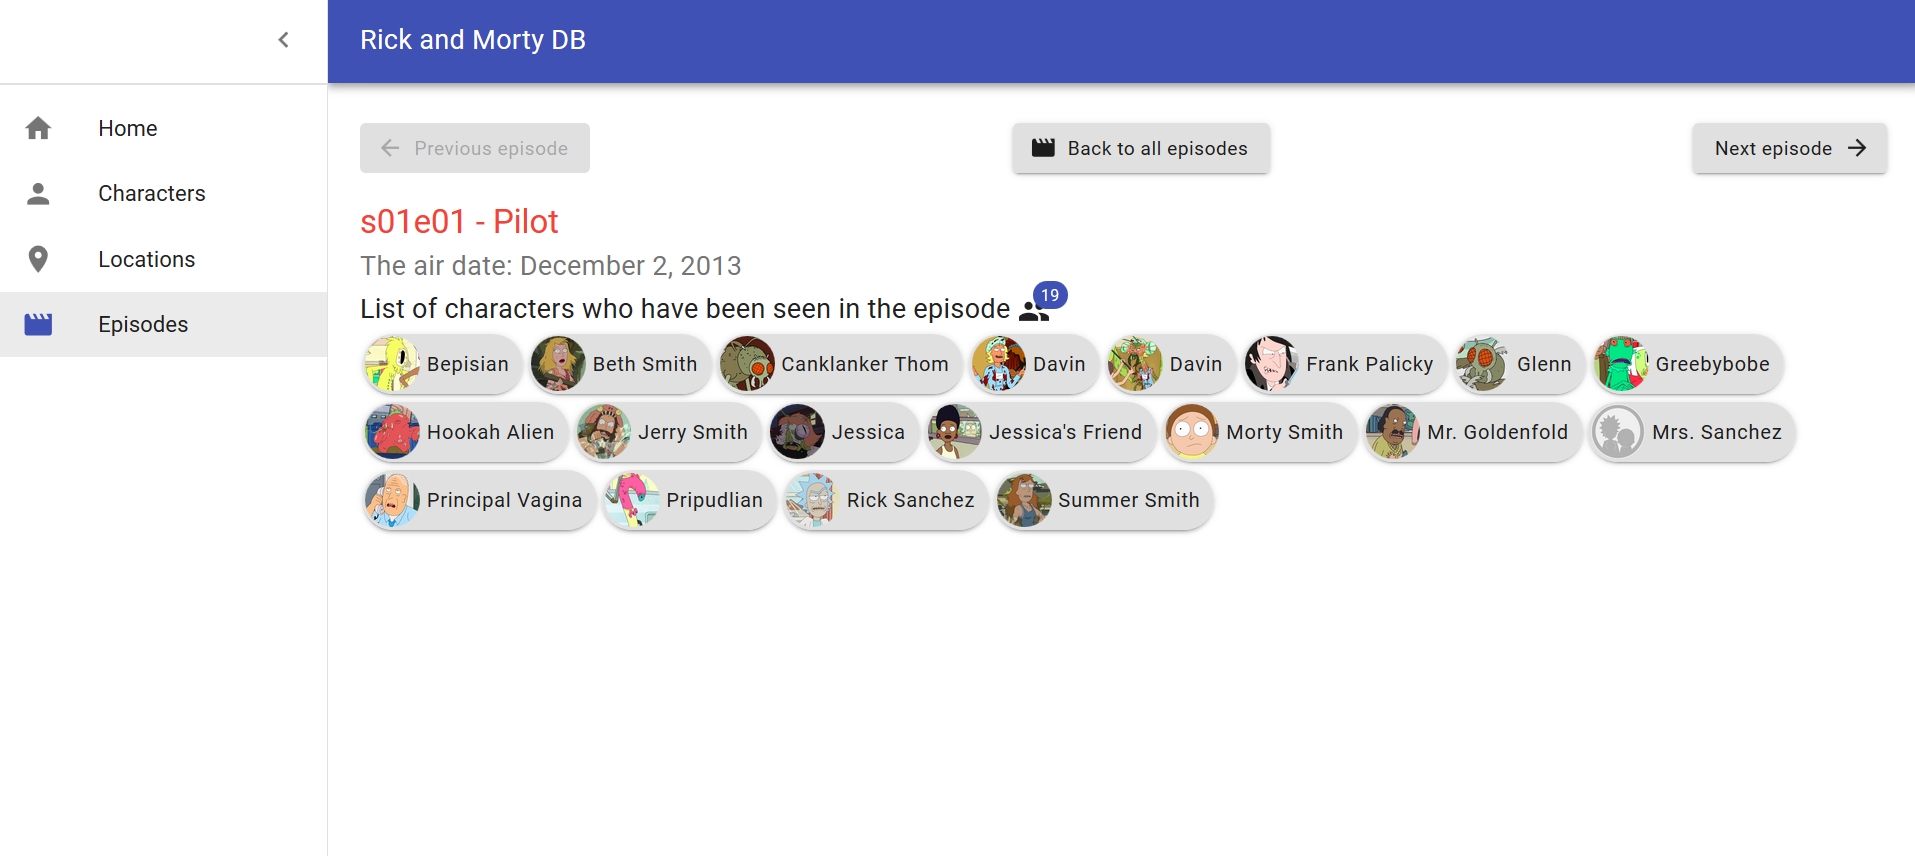 Rick and Morty DB
Home
Characters
Locations
Episodes
Previous episode
Back to all episodes
Next episode
s01e01 - Pilot
The air date: December 2, 2013
List of characters who have been seen in the episode 19
Bepisian Beth Smith Canklanker Thom Davin Davin Frank Palicky Glenn Greebybobe
Hookah Alien Jerry Smith Jessica Jessica's Friend Morty Smith Mr. Goldenfold Mrs. Sanchez
Principal Vagina Pripudlian Rick Sanchez Summer Smith